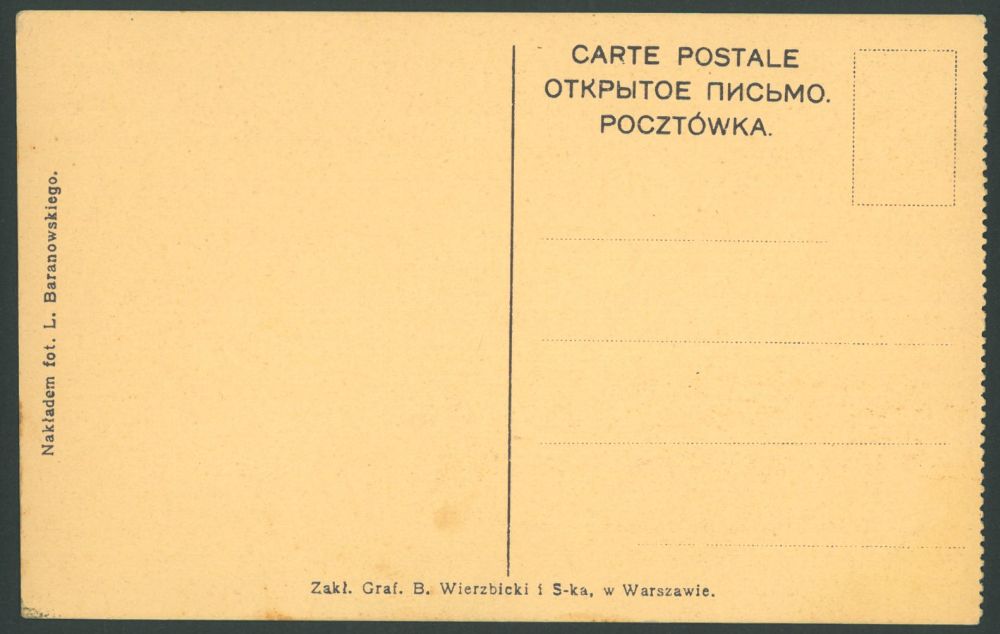 CARTE POSTALE
ОТКРЫТОЕ ПИСЬМО.
POCZTÓWKA.
Nakładem fot. L. Baranowskiego.
Zakł. Graf. B. Wierzbicki i S-ka, w Warszawie.